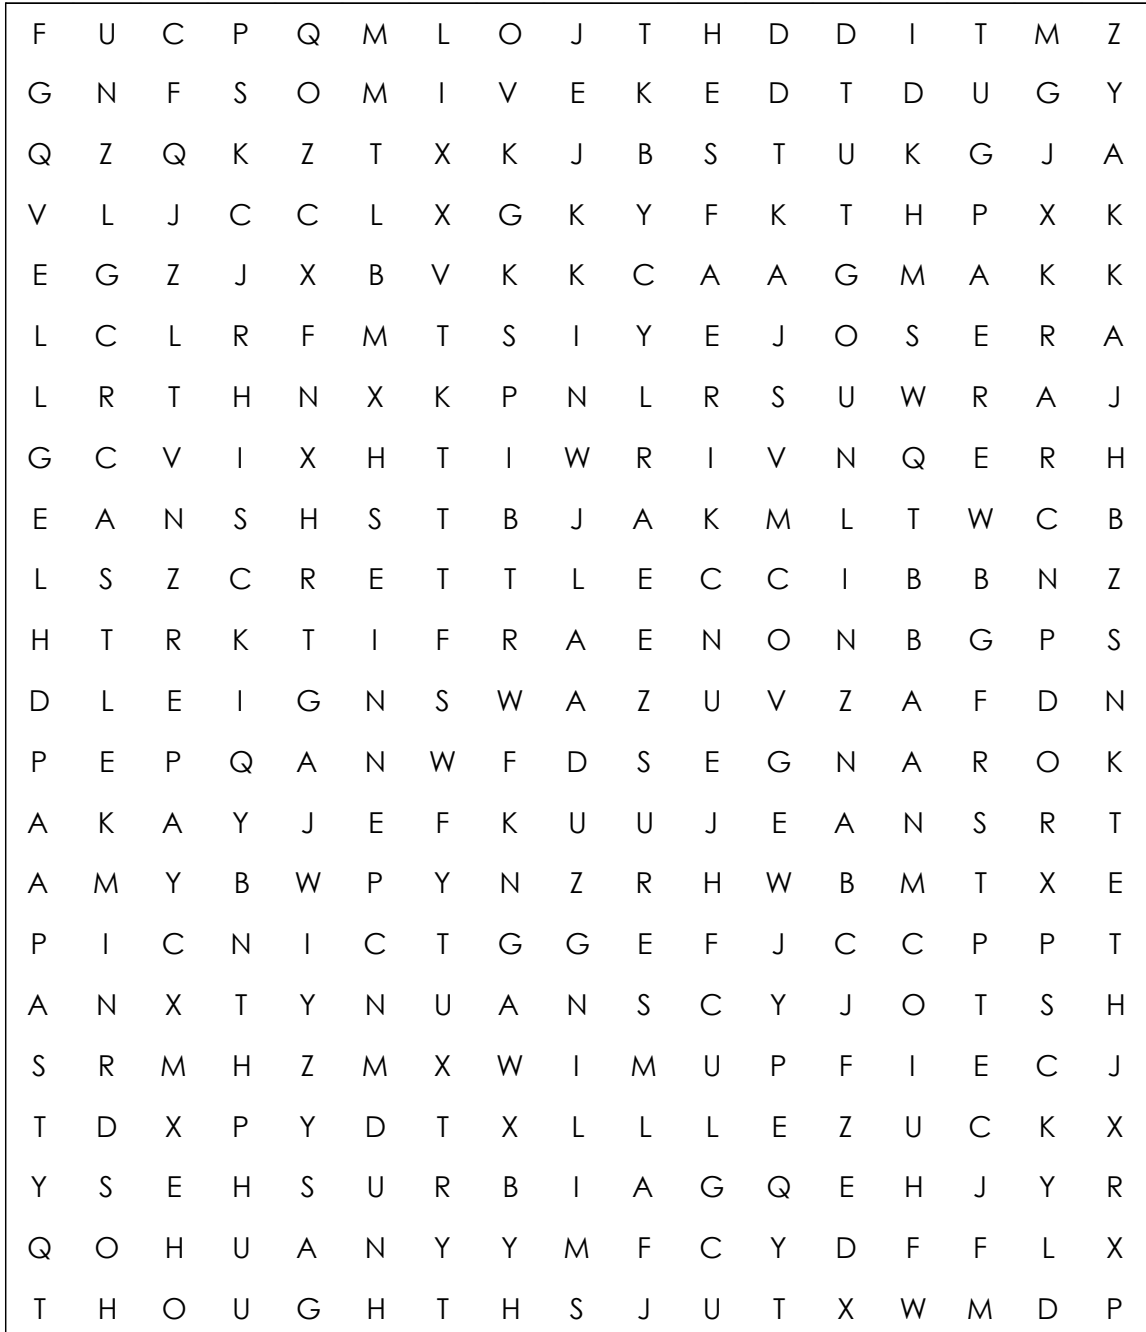 F U C P Q M L O J T H D D I T M Z
G N F S O M I V E K E D T D U G Y
Q Z Q K Z T X K J B S T U K G J A
V L J C C L X G K Y F K T H P X K
E G Z J X B V K K C A A G M A K K
L C L R F M T S I Y E J O S E R A
L R T H N X K P N L R S U W R A J
G C V I X H T I W R I V N Q E R H
E A N S H S T B J A K M L T W C B
L S Z C R E T T L E C C I B B N Z
H T R K T I F R A E N O N B G P S
D L E I G N S W A Z U V Z A F D N
P E P Q A N W F D S E G N A R O K
A K A Y J E F K U U J E A N S R T
A M Y B W P Y N Z R H W B M T X E
P I C N I C T G G E F J C C P P T
A N X T Y N U A N S C Y J O T S H
S R M H Z M X W I M U P F I E C J
T D X P Y D T X L L L E Z U C K X
Y S E H S U R B I A G Q E H J Y R
Q O H U A N Y Y M F C Y D F F L X
T H O U G H T H S J U T X W M D P